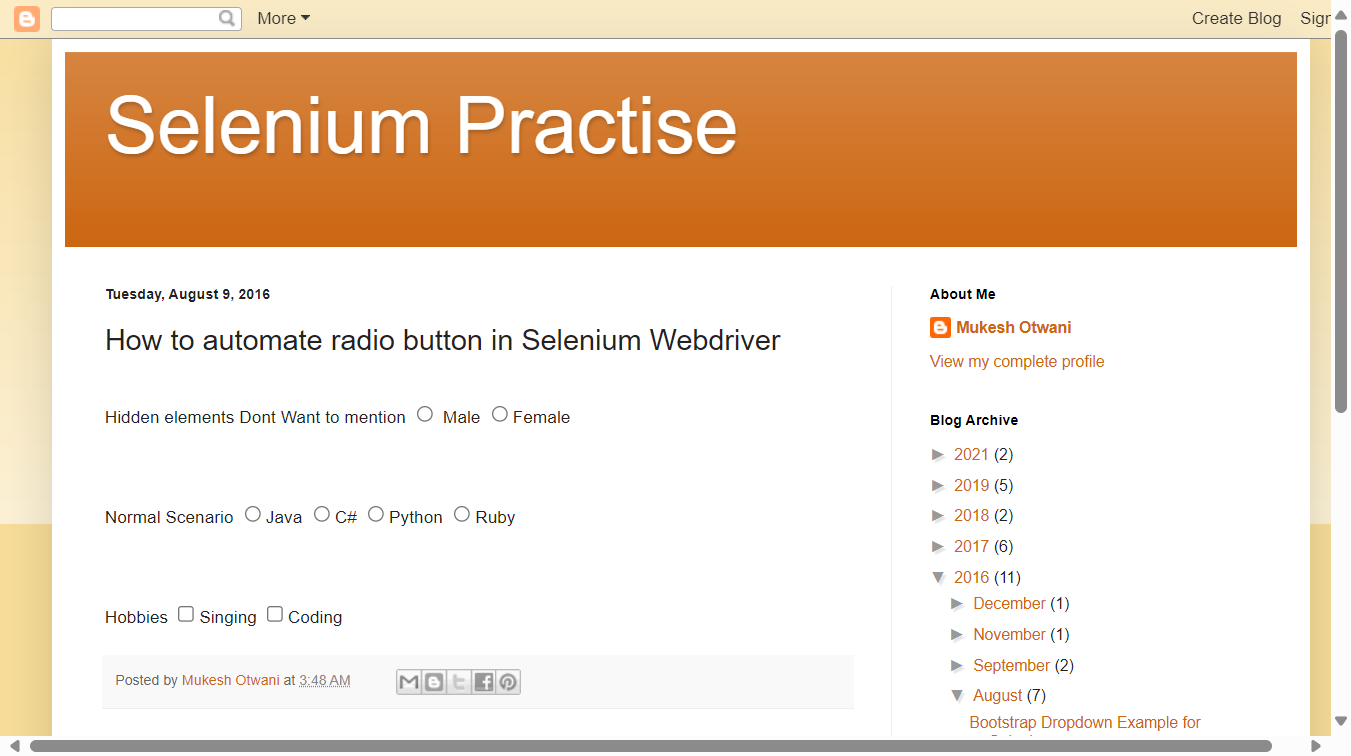 More
Create Blog
Selenium Practise
Tuesday, August 9, 2016
How to automate radio button in Selenium Webdriver
Hidden elements Dont Want to mention Male Female
Normal Scenario Java C# Python Ruby
Hobbies Singing Coding
Posted by Mukesh Otwani at 3:48 AM
About Me
Mukesh Otwani
View my complete profile
Blog Archive
► 2021 (2)
► 2019 (5)
► 2018 (2)
► 2017 (6)
▼ 2016 (11)
► December (1)
► November (1)
► September (2)
▼ August (7)
Bootstrap Dropdown Example for